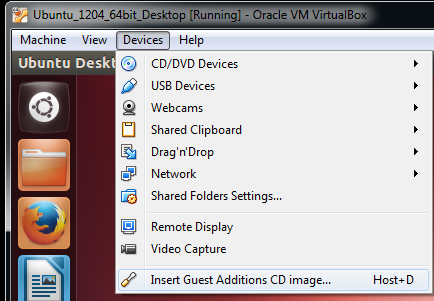 Ubuntu_1204_64bit_Desktop [Running] - Oracle VM VirtualBox
Machine View Devices Help
Ubuntu Deskt
CD/DVD Devices
USB Devices
Webcams
Shared Clipboard
Drag'n'Drop
Network
Shared Folders Settings...
Remote Display
Video Capture
Insert Guest Additions CD image... Host+D